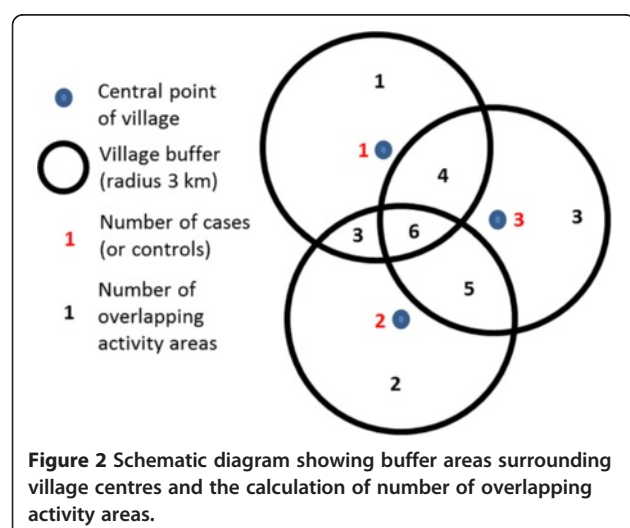 Central point
of village
Village buffer
(radius 3 km)
1 Number of cases
(or controls)
1 Number of
overlapping
activity areas
1
1
4
3
3
3
6
5
2
2
Figure 2 Schematic diagram showing buffer areas surrounding
village centres and the calculation of number of overlapping
activity areas.